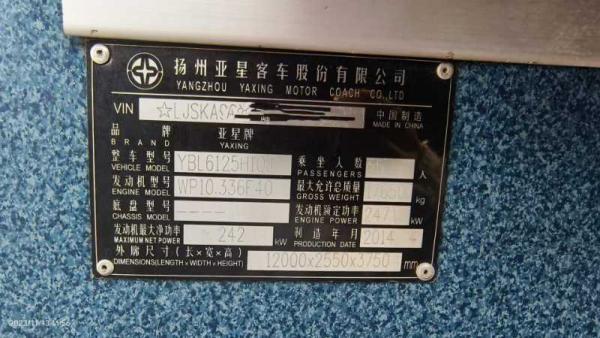 扬州亚星客车股份有限公司
YANGZHOU YAXING MOTOR COACH CO.,LTD
VIN ☆LJSKA
中国制造
MADE IN CHINA
品牌 亚星牌
BRAND YAXING
整车型号 YBL6125H1Q 乘坐人数 人
VEHICLE MODEL PASSENGERS
发动机型号 WP10.336E40 最大允许总质量 kg
ENGINE MODEL GROSS WEIGHT
底盘型号 ---- 发动机额定功率 247
CHASSIS MODEL ENGINE POWER
发动机最大净功率 242 kW 制造年月 2014
MAXIMUM NET POWER PRODUCTION DATE
外廓尺寸(长×宽×高) 12000x2550x3750 mm
DIMENSIONS(LENGTH×WIDTH×HEIGHT)